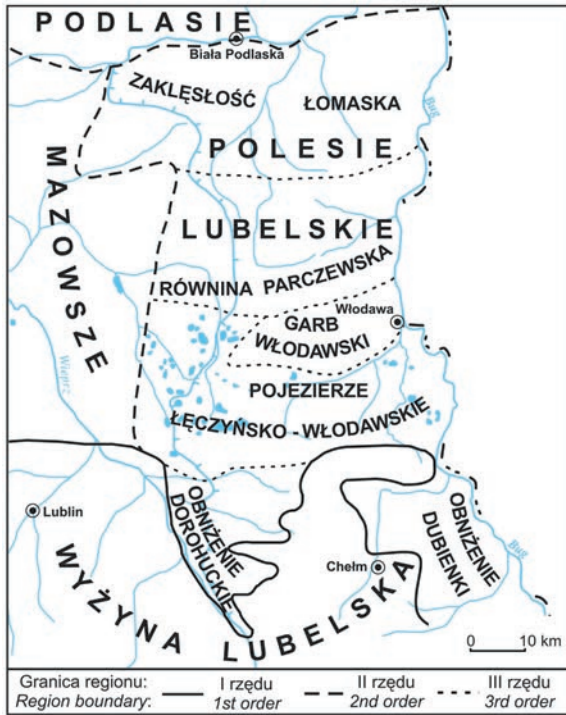 PODLASIE
Biała Podlaska
ZAKLĘSŁOŚĆ
ŁOMASKA
Bug
POLESIE
MAZOWSZE
LUBELSKIE
RÓWNINA PARCZEWSKA
Włodawa
GARB
WŁODAWSKI
Wieprz
POJEZIERZE
ŁĘCZYŃSKO - WŁODAWSKIE
Lublin
OBNIŻENIE
DOROHUCKIE
OBNIŻENIE
DUBIENKI
Chełm
Bug
WYŻYNA LUBELSKA
0 10 km
Granica regionu: I rzędu II rzędu III rzędu
Region boundary: 1st order 2nd order 3rd order